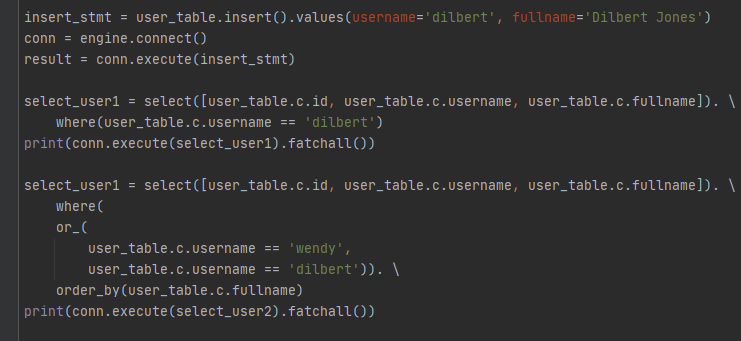 insert_stmt = user_table.insert().values(username='dilbert', fullname='Dilbert Jones')
conn = engine.connect()
result = conn.execute(insert_stmt)
select_user1 = select([user_table.c.id, user_table.c.username, user_table.c.fullname]). \
where(user_table.c.username == 'dilbert')
print(conn.execute(select_user1).fatchall())
select_user1 = select([user_table.c.id, user_table.c.username, user_table.c.fullname]). \
where(
or_(
user_table.c.username == 'wendy',
user_table.c.username == 'dilbert')). \
order_by(user_table.c.fullname)
print(conn.execute(select_user2).fatchall())